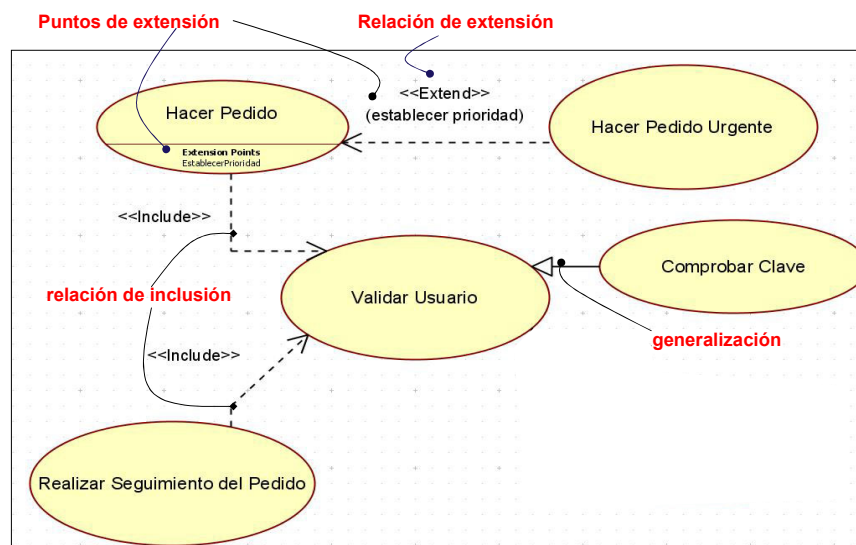 Puntos de extensión
Relación de extensión
<<Extend>>
(establecer prioridad)
Hacer Pedido
Extension Points
EstablecerPrioridad
Hacer Pedido Urgente
<<Include>>
Comprobar Clave
Validar Usuario
relación de inclusión
generalización
<<Include>>
Realizar Seguimiento del Pedido